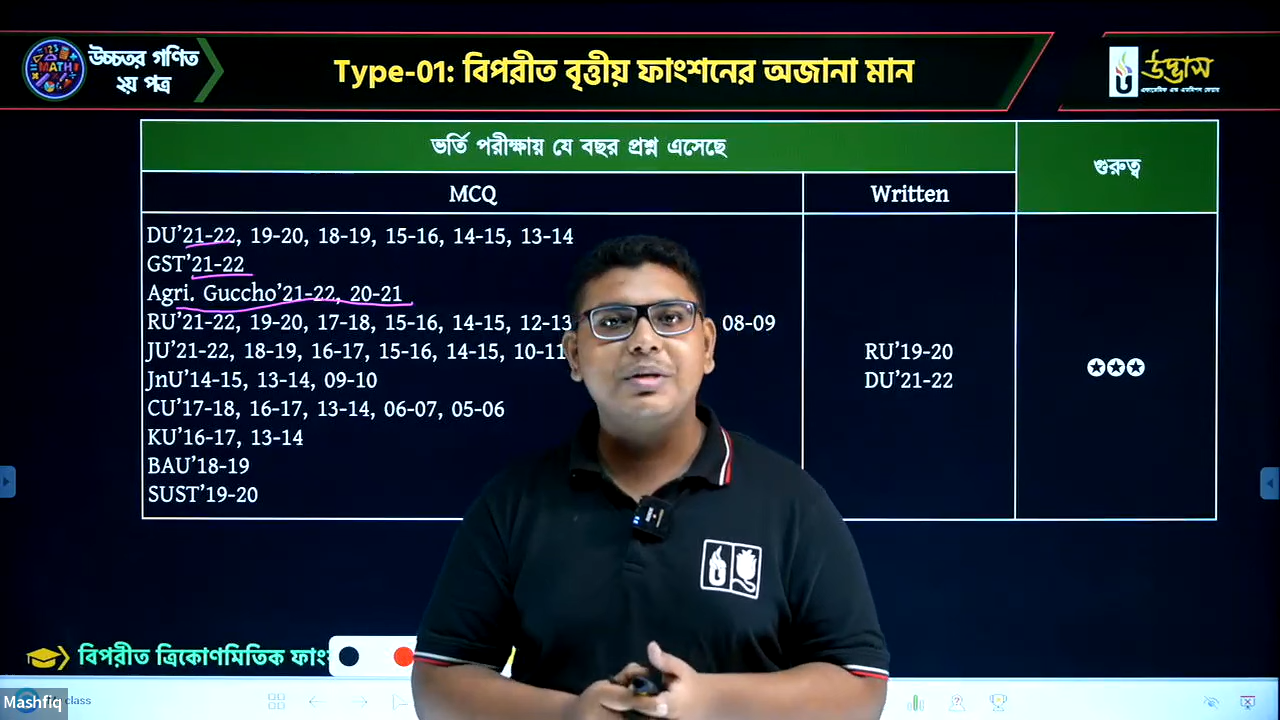 উচ্চতর গণিত
২য় পত্র
MATH
Type-01: বিপরীত বৃত্তীয় ফাংশনের অজানা মান
উদ্ভাস
ভর্তি পরীক্ষায় যে বছর প্রশ্ন এসেছে
গুরুত্ব
MCQ
Written
DU’21-22, 19-20, 18-19, 15-16, 14-15, 13-14
GST’21-22
Agri. Guccho’21-22, 20-21
RU’21-22, 19-20, 17-18, 15-16, 14-15, 12-13 08-09
JU’21-22, 18-19, 16-17, 15-16, 14-15, 10-11
JnU’14-15, 13-14, 09-10
CU’17-18, 16-17, 13-14, 06-07, 05-06
KU’16-17, 13-14
BAU’18-19
SUST’19-20
RU’19-20
DU’21-22
বিপরীত ত্রিকোণমিতিক
Mashfiq
class